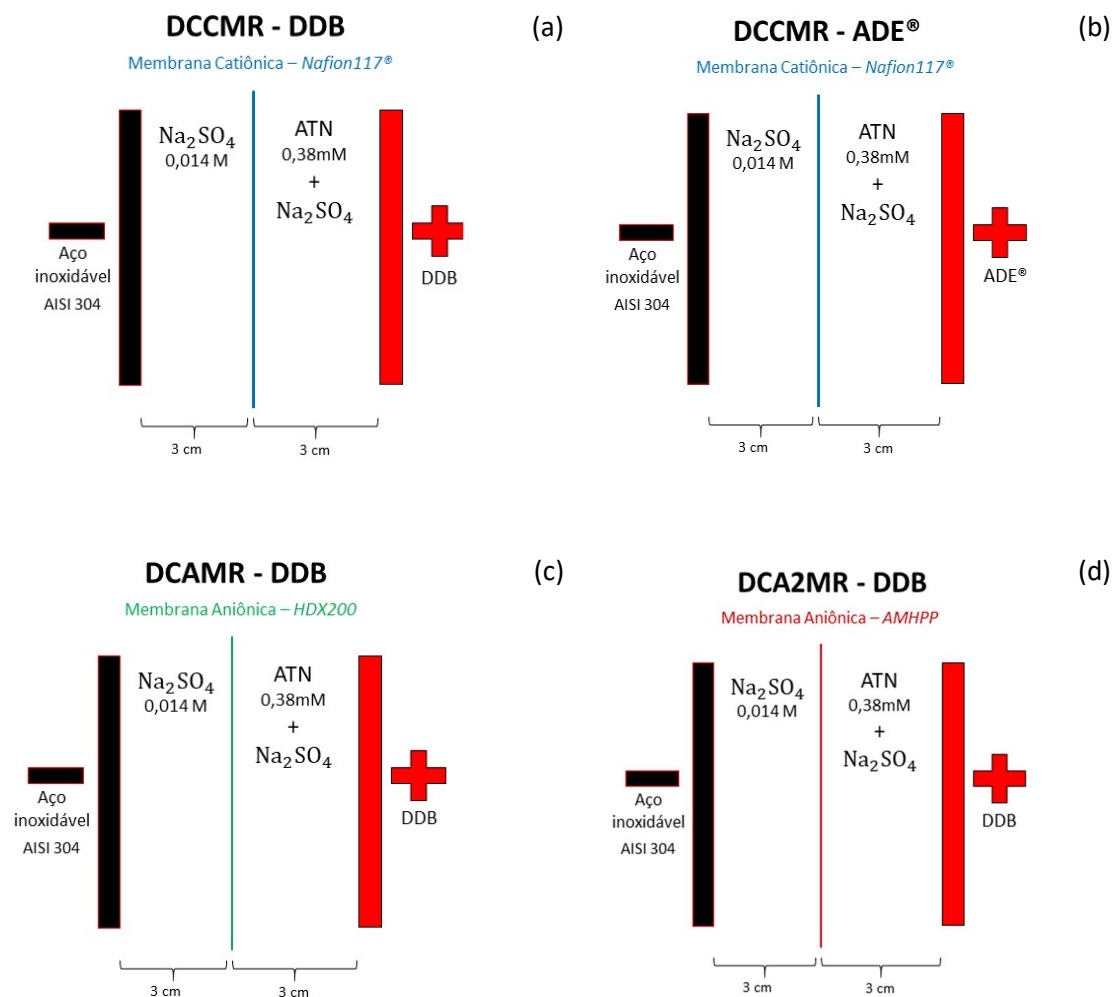 DCCMR - DDB
(a)
Membrana Catiônica – Nafion117®
Na₂SO₄
0,014 M
ATN
0,38mM
+
Na₂SO₄
Aço
inoxidável
AISI 304
DDB
3 cm
3 cm
DCCMR - ADE®
(b)
Membrana Catiônica – Nafion117®
Na₂SO₄
0,014 M
ATN
0,38mM
+
Na₂SO₄
Aço
inoxidável
AISI 304
ADE®
3 cm
3 cm
DCAMR - DDB
(c)
Membrana Aniônica – HDX200
Na₂SO₄
0,014 M
ATN
0,38mM
+
Na₂SO₄
Aço
inoxidável
AISI 304
DDB
3 cm
3 cm
DCA2MR - DDB
(d)
Membrana Aniônica – AMHPP
Na₂SO₄
0,014 M
ATN
0,38mM
+
Na₂SO₄
Aço
inoxidável
AISI 304
DDB
3 cm
3 cm